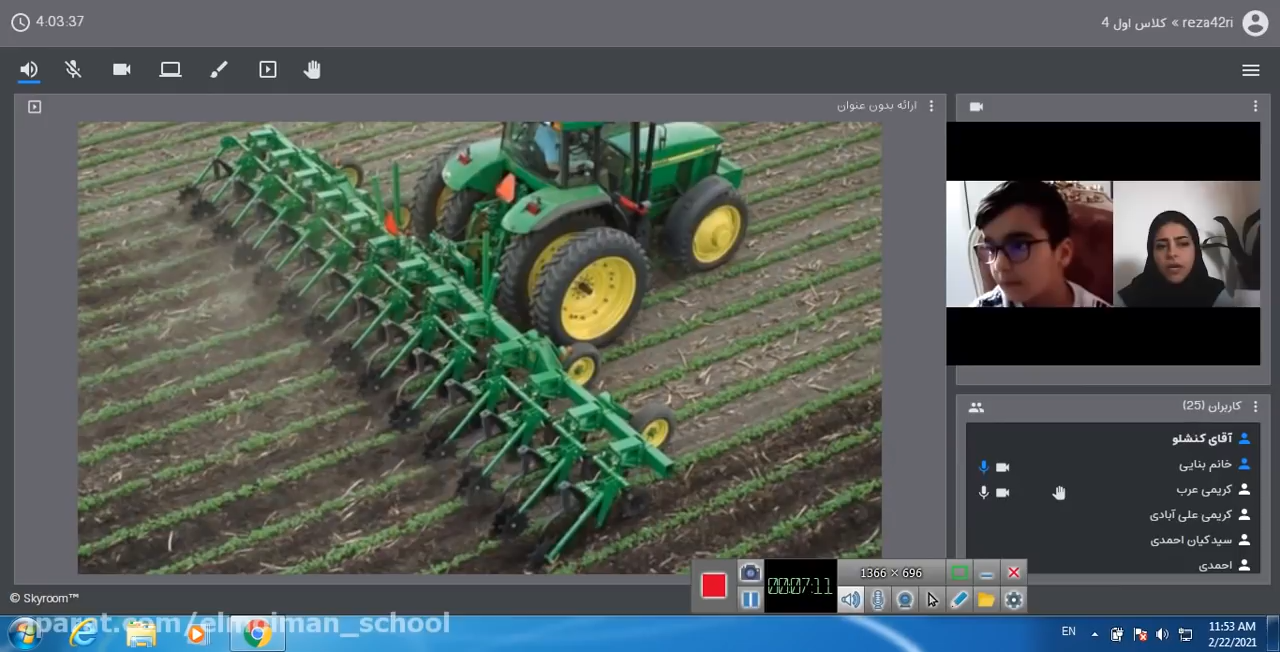 4:03:37
reza42ri » کلاس اول 4
ارائه بدون عنوان
کاربران (25)
آقای کنشلو
خانم بنایی
کریمی عرب
کریمی علی آبادی
سیدکیان احمدی
احمدی
1366 × 696
00:07:11
© Skyroom™
aparat.com/elmoiman_school
EN
11:53 AM
2/22/2021